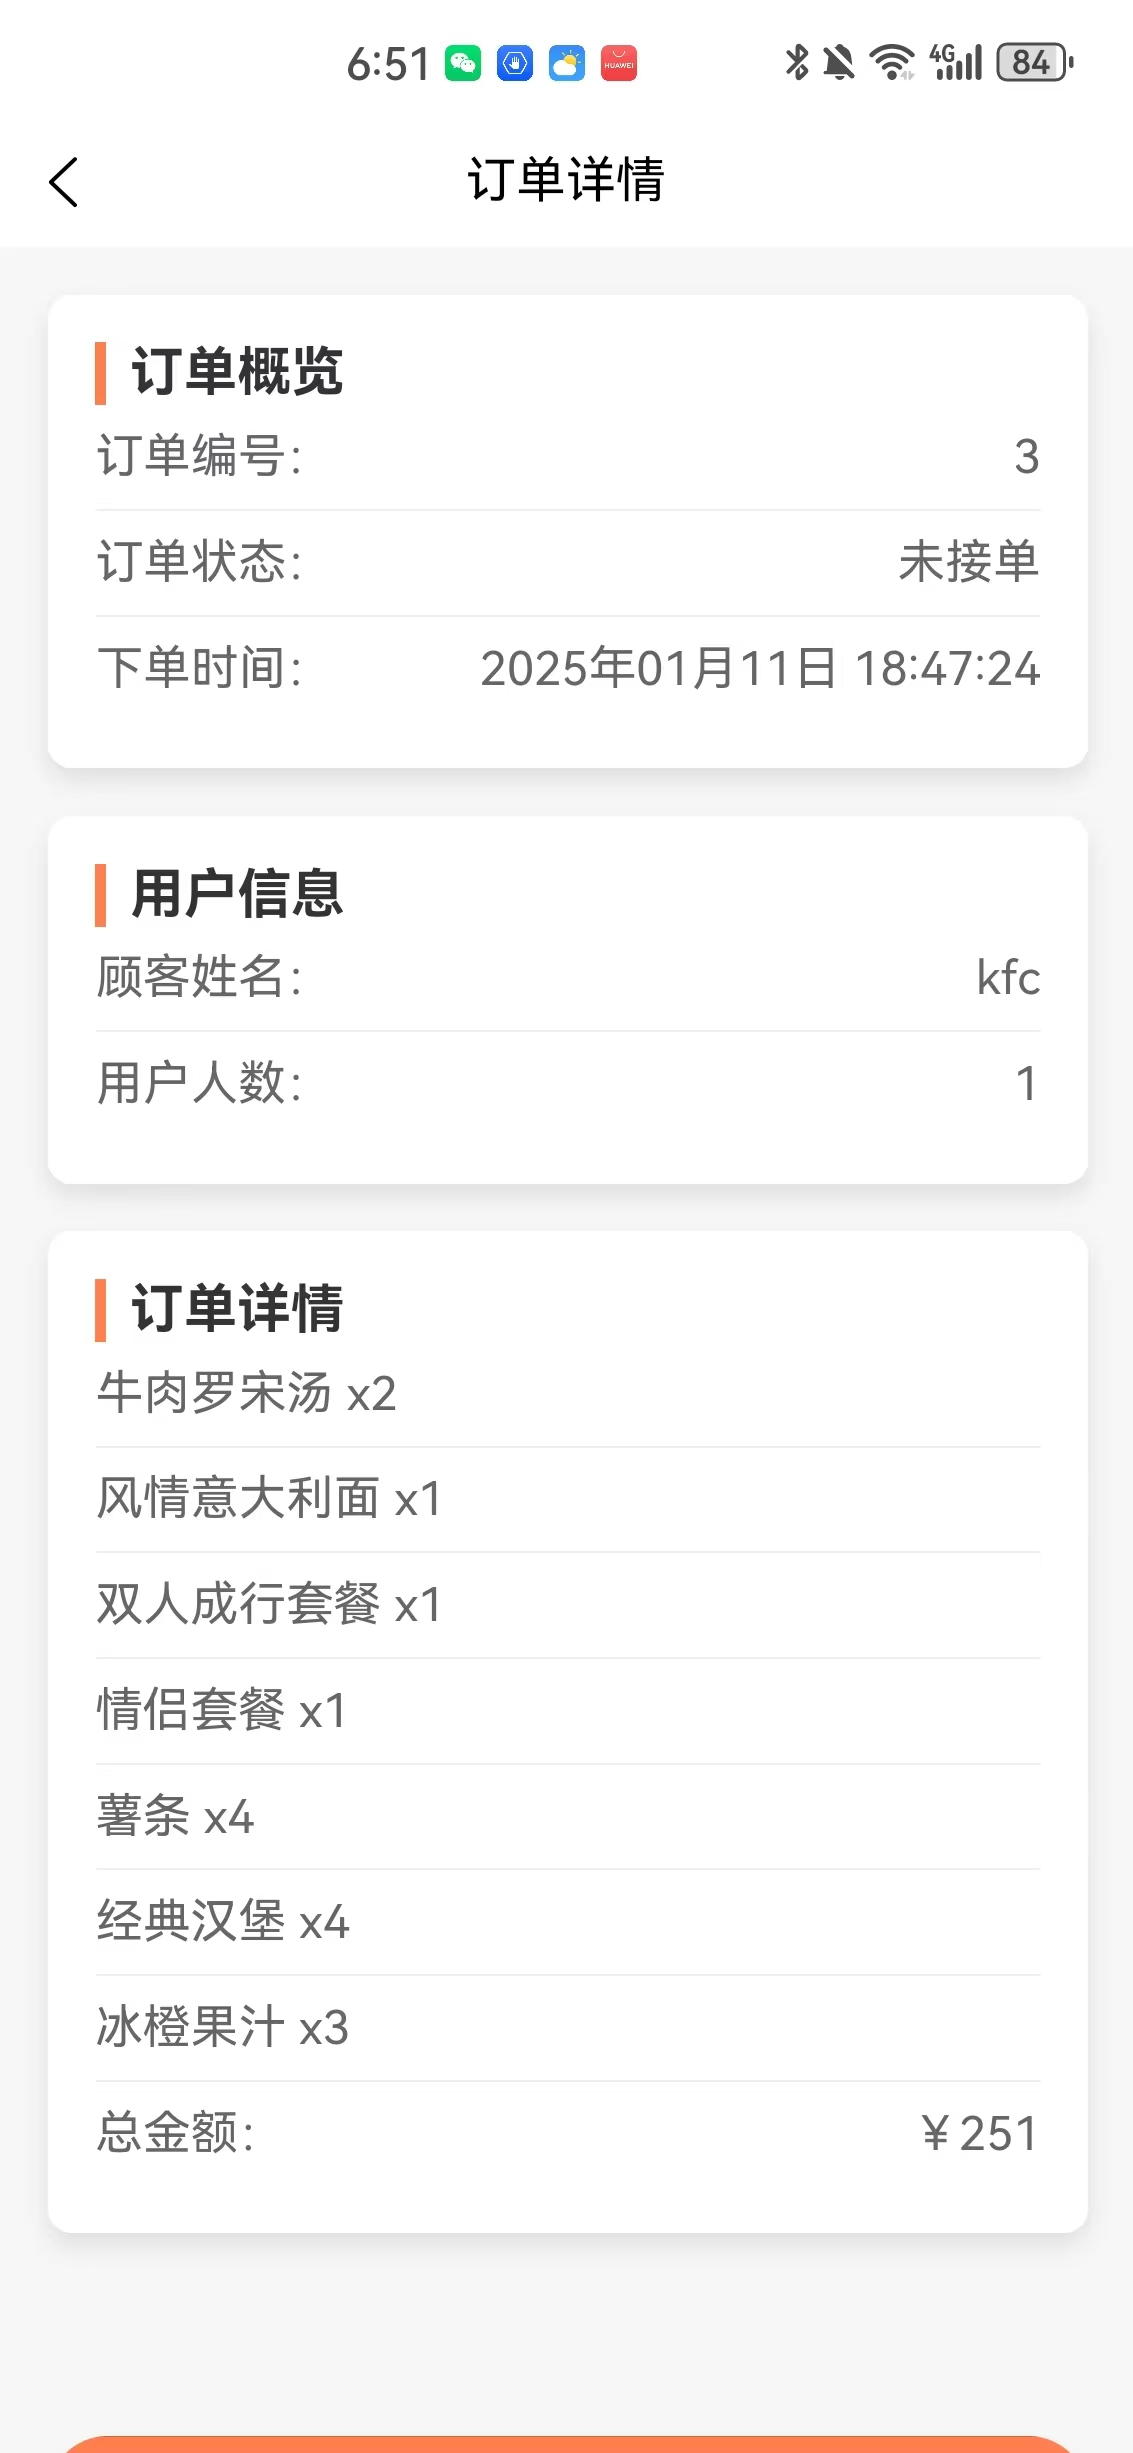 6:51 HUAWEI 4G 84
订单详情
订单概览
订单编号: 3
订单状态: 未接单
下单时间: 2025年01月11日 18:47:24
用户信息
顾客姓名: kfc
用户人数: 1
订单详情
牛肉罗宋汤 x2
风情意大利面 x1
双人成行套餐 x1
情侣套餐 x1
薯条 x4
经典汉堡 x4
冰橙果汁 x3
总金额: ￥251